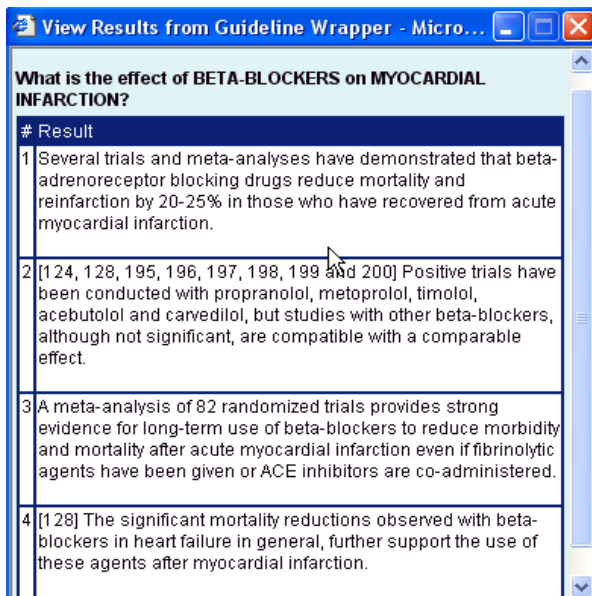 View Results from Guideline Wrapper - Micro...
What is the effect of BETA-BLOCKERS on MYOCARDIAL
INFARCTION?
# Result
1 Several trials and meta-analyses have demonstrated that beta-
adrenoreceptor blocking drugs reduce mortality and
reinfarction by 20-25% in those who have recovered from acute
myocardial infarction.
2 [124, 128, 195, 196, 197, 198, 199 and 200] Positive trials have
been conducted with propranolol, metoprolol, timolol,
acebutolol and carvedilol, but studies with other beta-blockers,
although not significant, are compatible with a comparable
effect.
3 A meta-analysis of 82 randomized trials provides strong
evidence for long-term use of beta-blockers to reduce morbidity
and mortality after acute myocardial infarction even if fibrinolytic
agents have been given or ACE inhibitors are co-administered.
4 [128] The significant mortality reductions observed with beta-
blockers in heart failure in general, further support the use of
these agents after myocardial infarction.